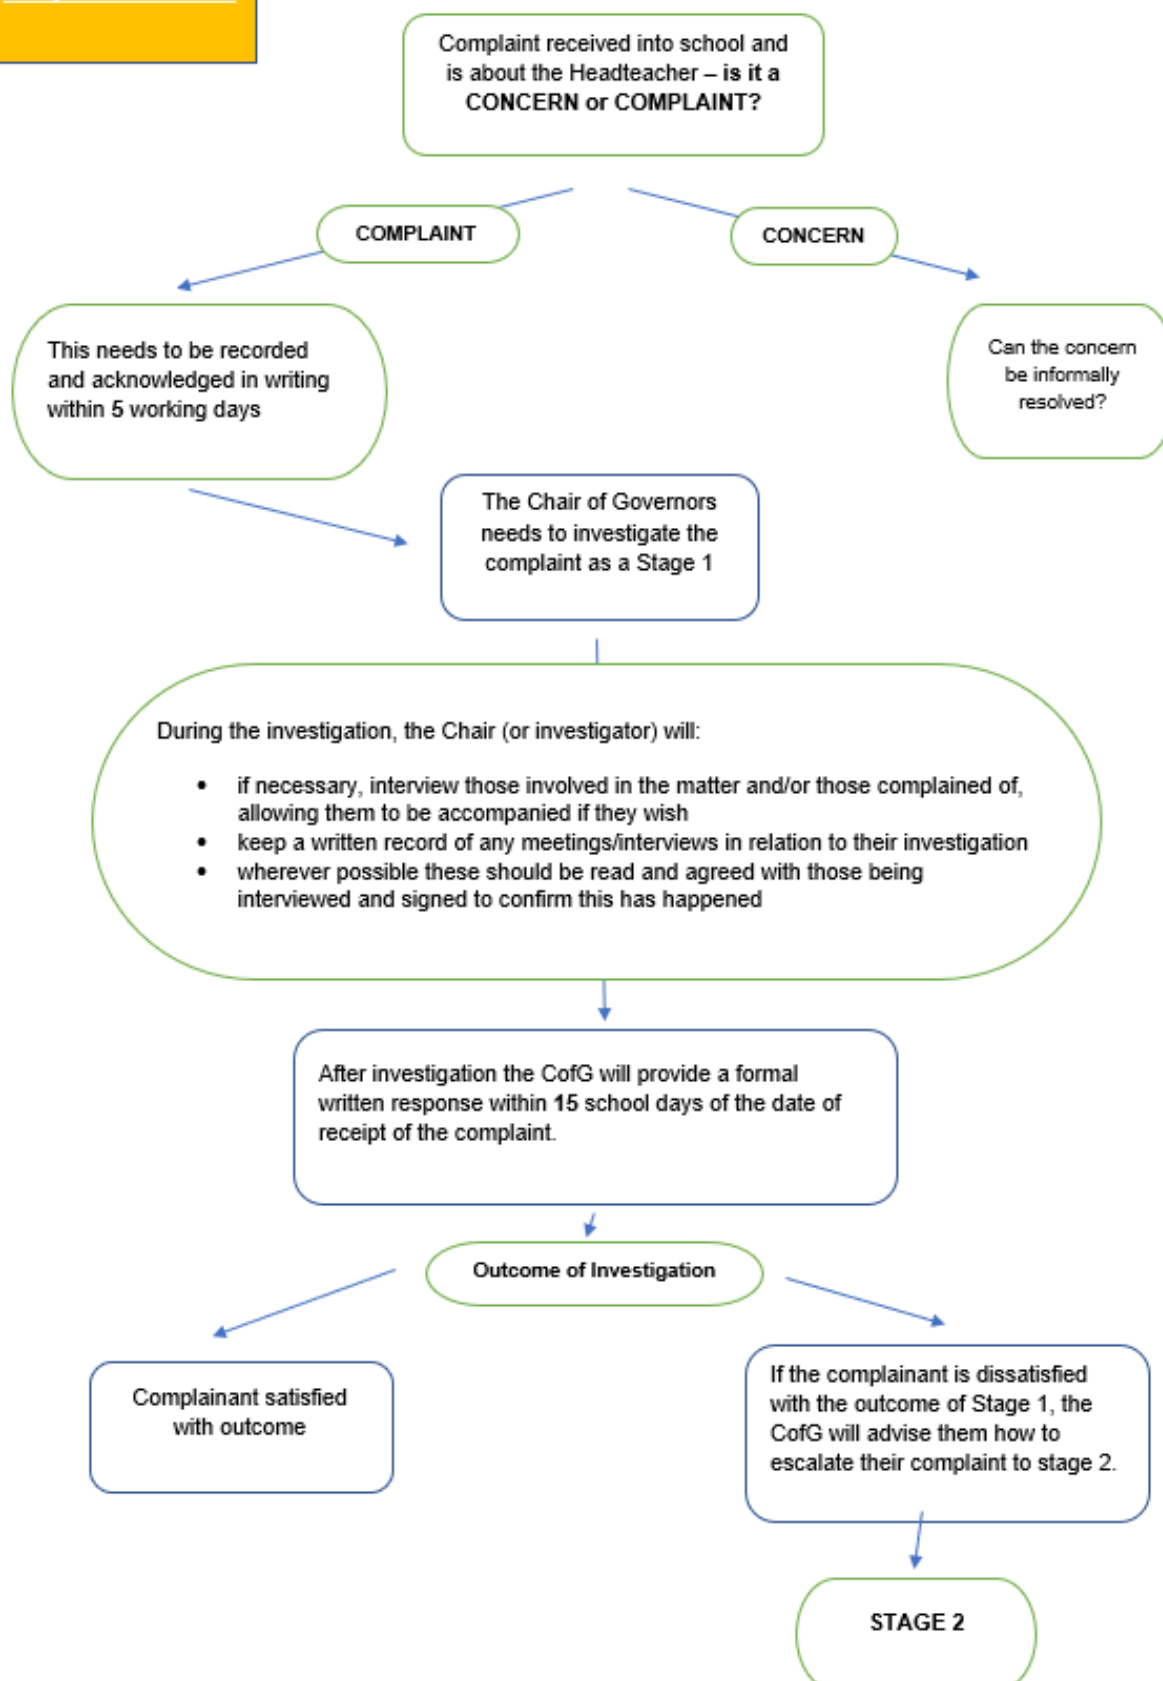 Complaint received into school and
is about the Headteacher – is it a
CONCERN or COMPLAINT?
COMPLAINT
CONCERN
This needs to be recorded
and acknowledged in writing
within 5 working days
Can the concern
be informally
resolved?
The Chair of Governors
needs to investigate the
complaint as a Stage 1
During the investigation, the Chair (or investigator) will:
• if necessary, interview those involved in the matter and/or those complained of,
allowing them to be accompanied if they wish
• keep a written record of any meetings/interviews in relation to their investigation
• wherever possible these should be read and agreed with those being
interviewed and signed to confirm this has happened
After investigation the CofG will provide a formal
written response within 15 school days of the date of
receipt of the complaint.
Outcome of Investigation
Complainant satisfied
with outcome
If the complainant is dissatisfied
with the outcome of Stage 1, the
CofG will advise them how to
escalate their complaint to stage 2.
STAGE 2